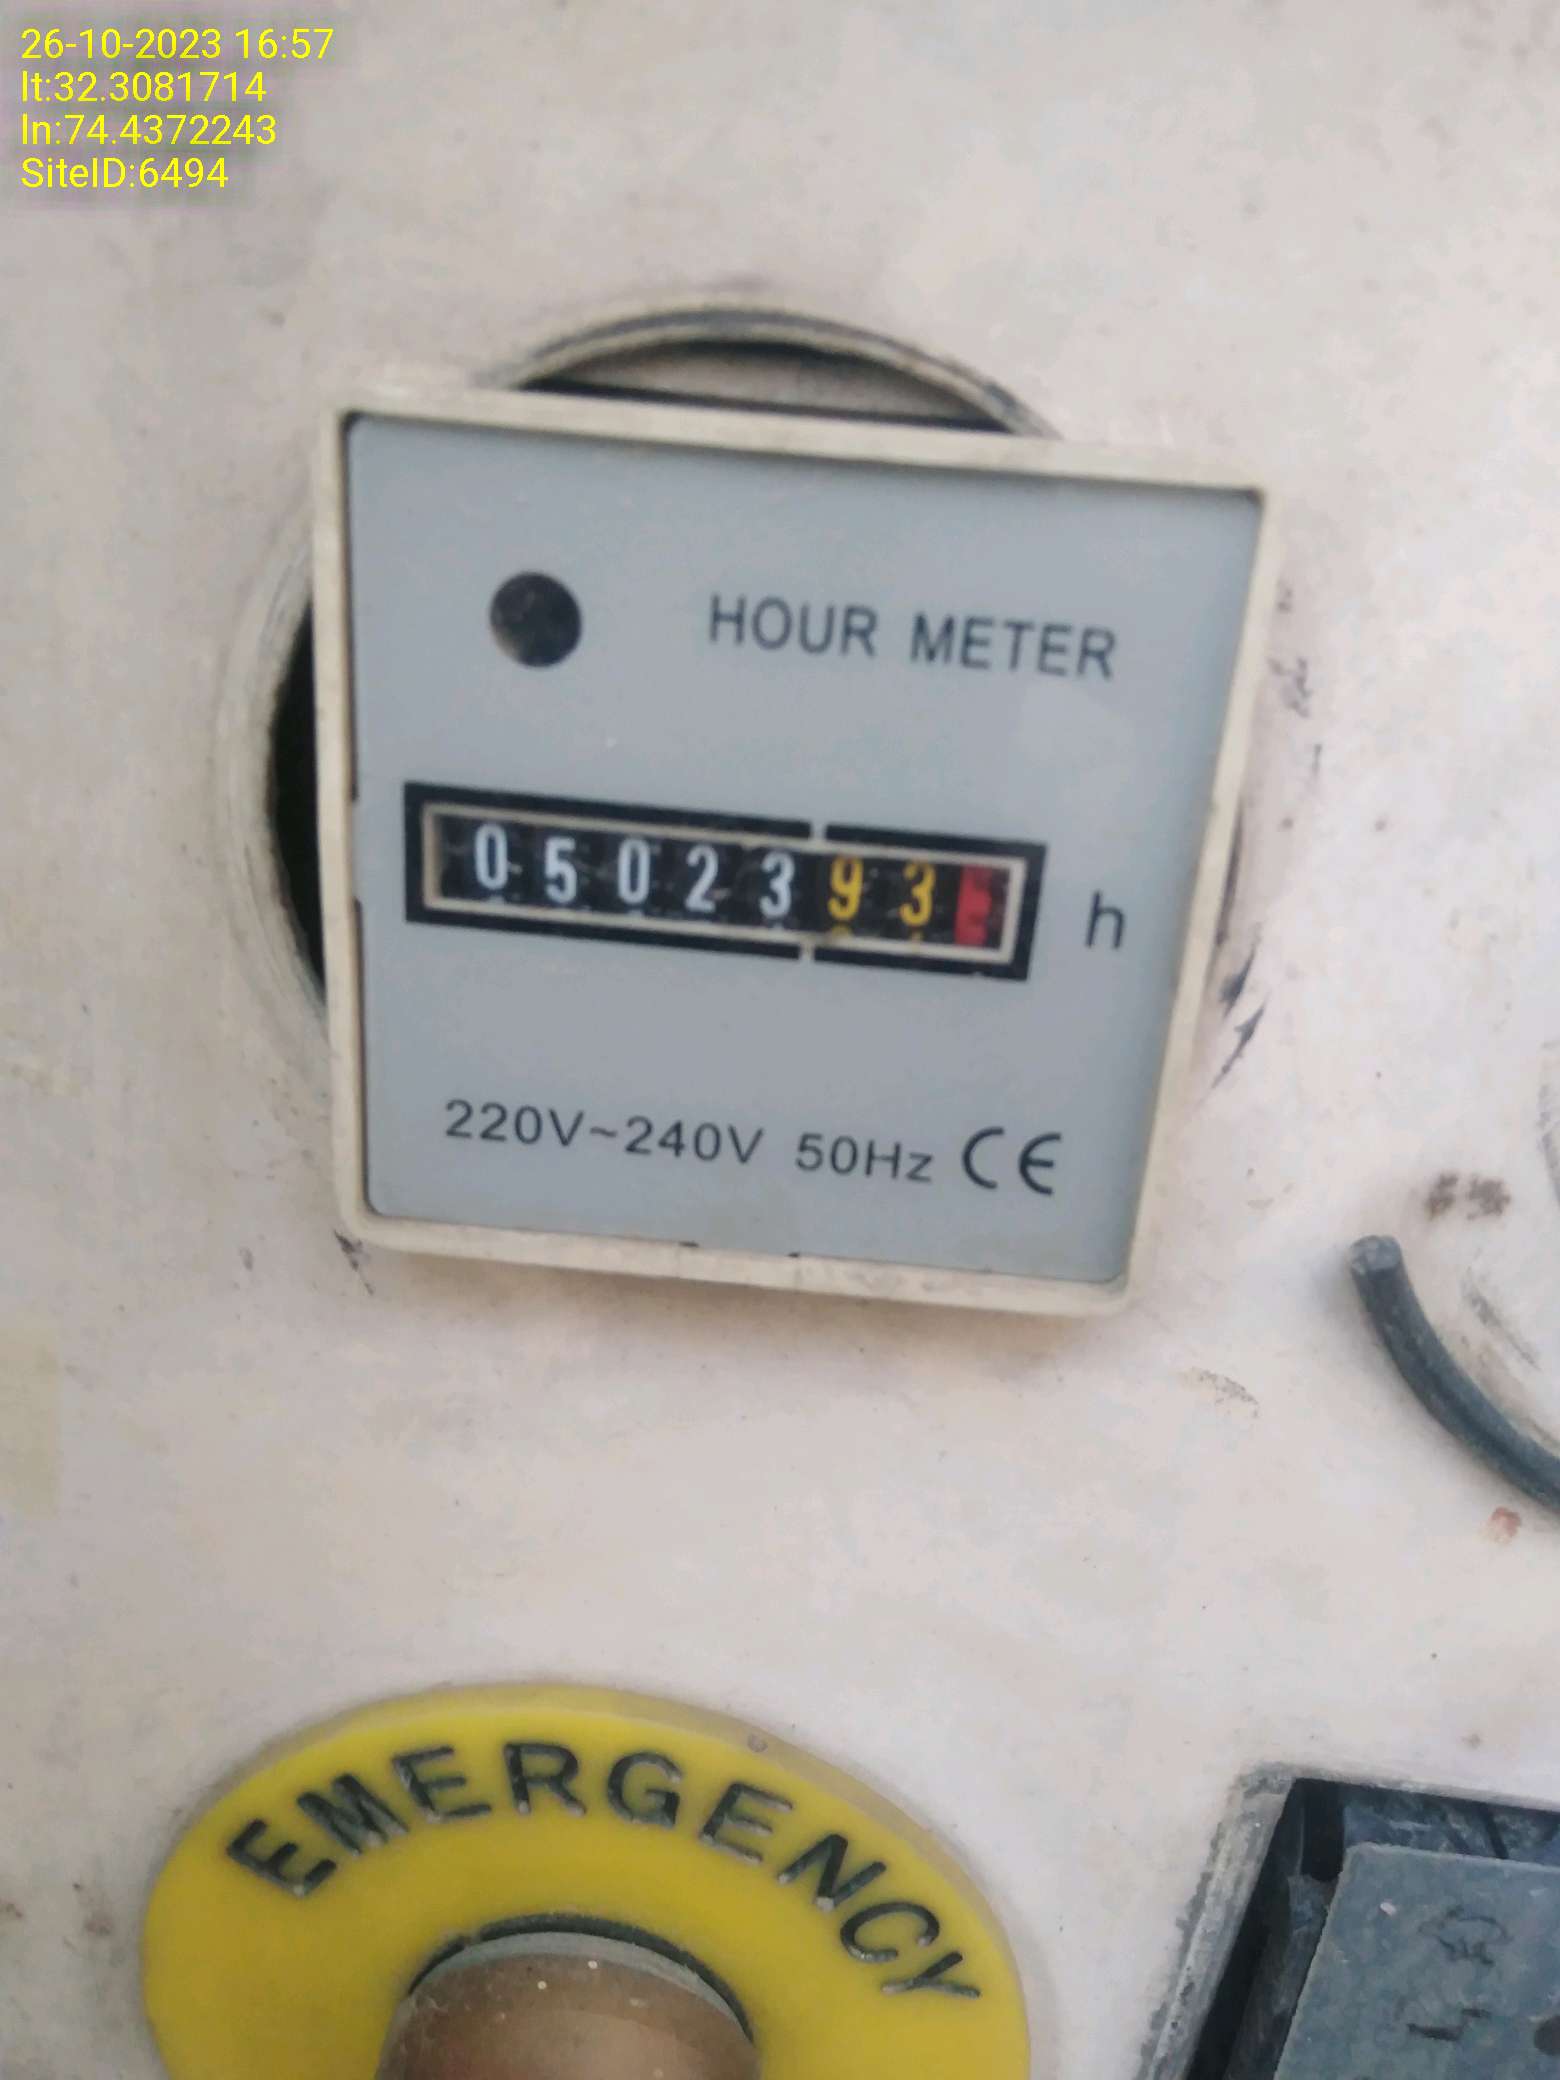 26-10-2023 16:57
lt:32.3081714
ln:74.4372243
SiteID:6494
HOUR METER
0502393
h
220V~240V 50Hz CE
EMERGENCY